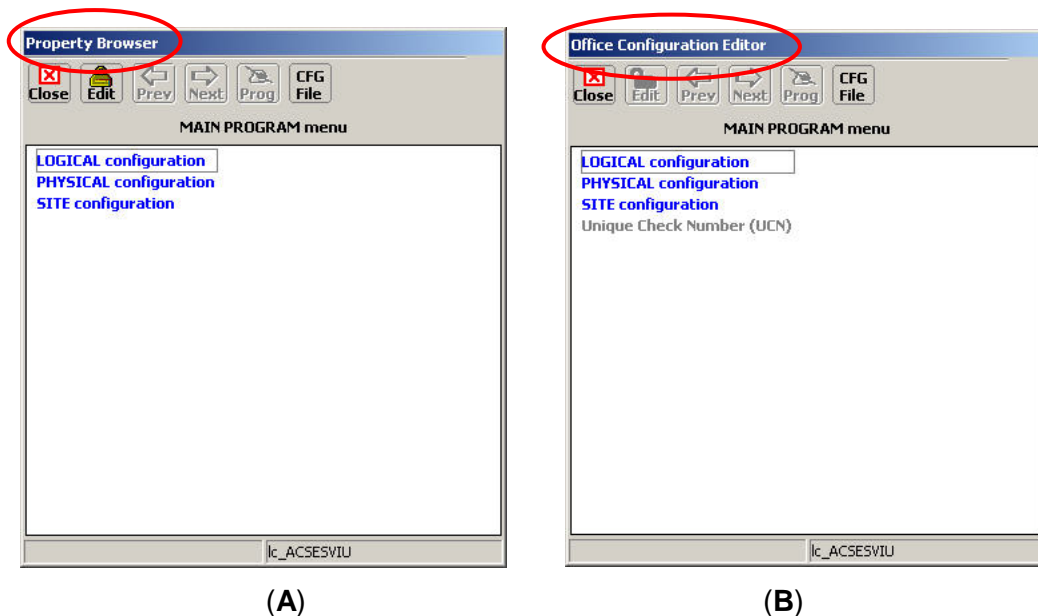 Property Browser
Close Edit Prev Next Prog CFG File
MAIN PROGRAM menu
LOGICAL configuration
PHYSICAL configuration
SITE configuration
lc_ACSESVIU
(A)
Office Configuration Editor
Close Edit Prev Next Prog CFG File
MAIN PROGRAM menu
LOGICAL configuration
PHYSICAL configuration
SITE configuration
Unique Check Number (UCN)
lc_ACSESVIU
(B)